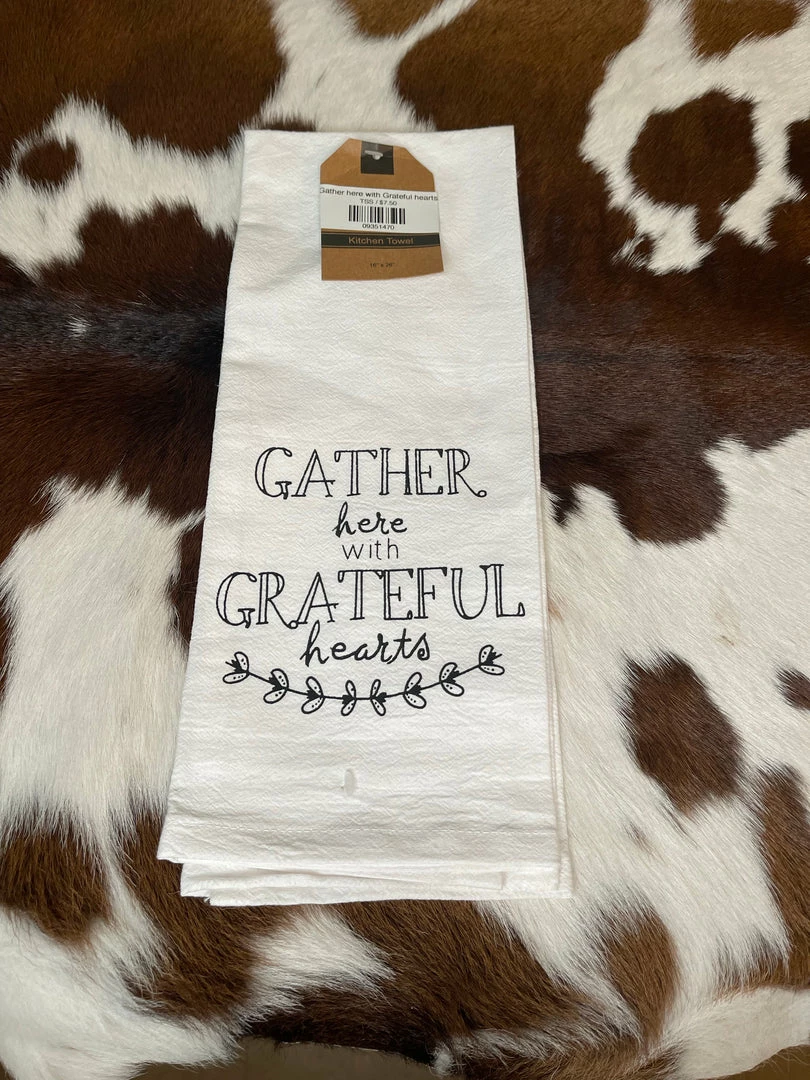 Gather here with Grateful hearts
TSS / $7.50
09351470
Kitchen Towel
16" x 26"
GATHER
here
with
GRATEFUL
hearts